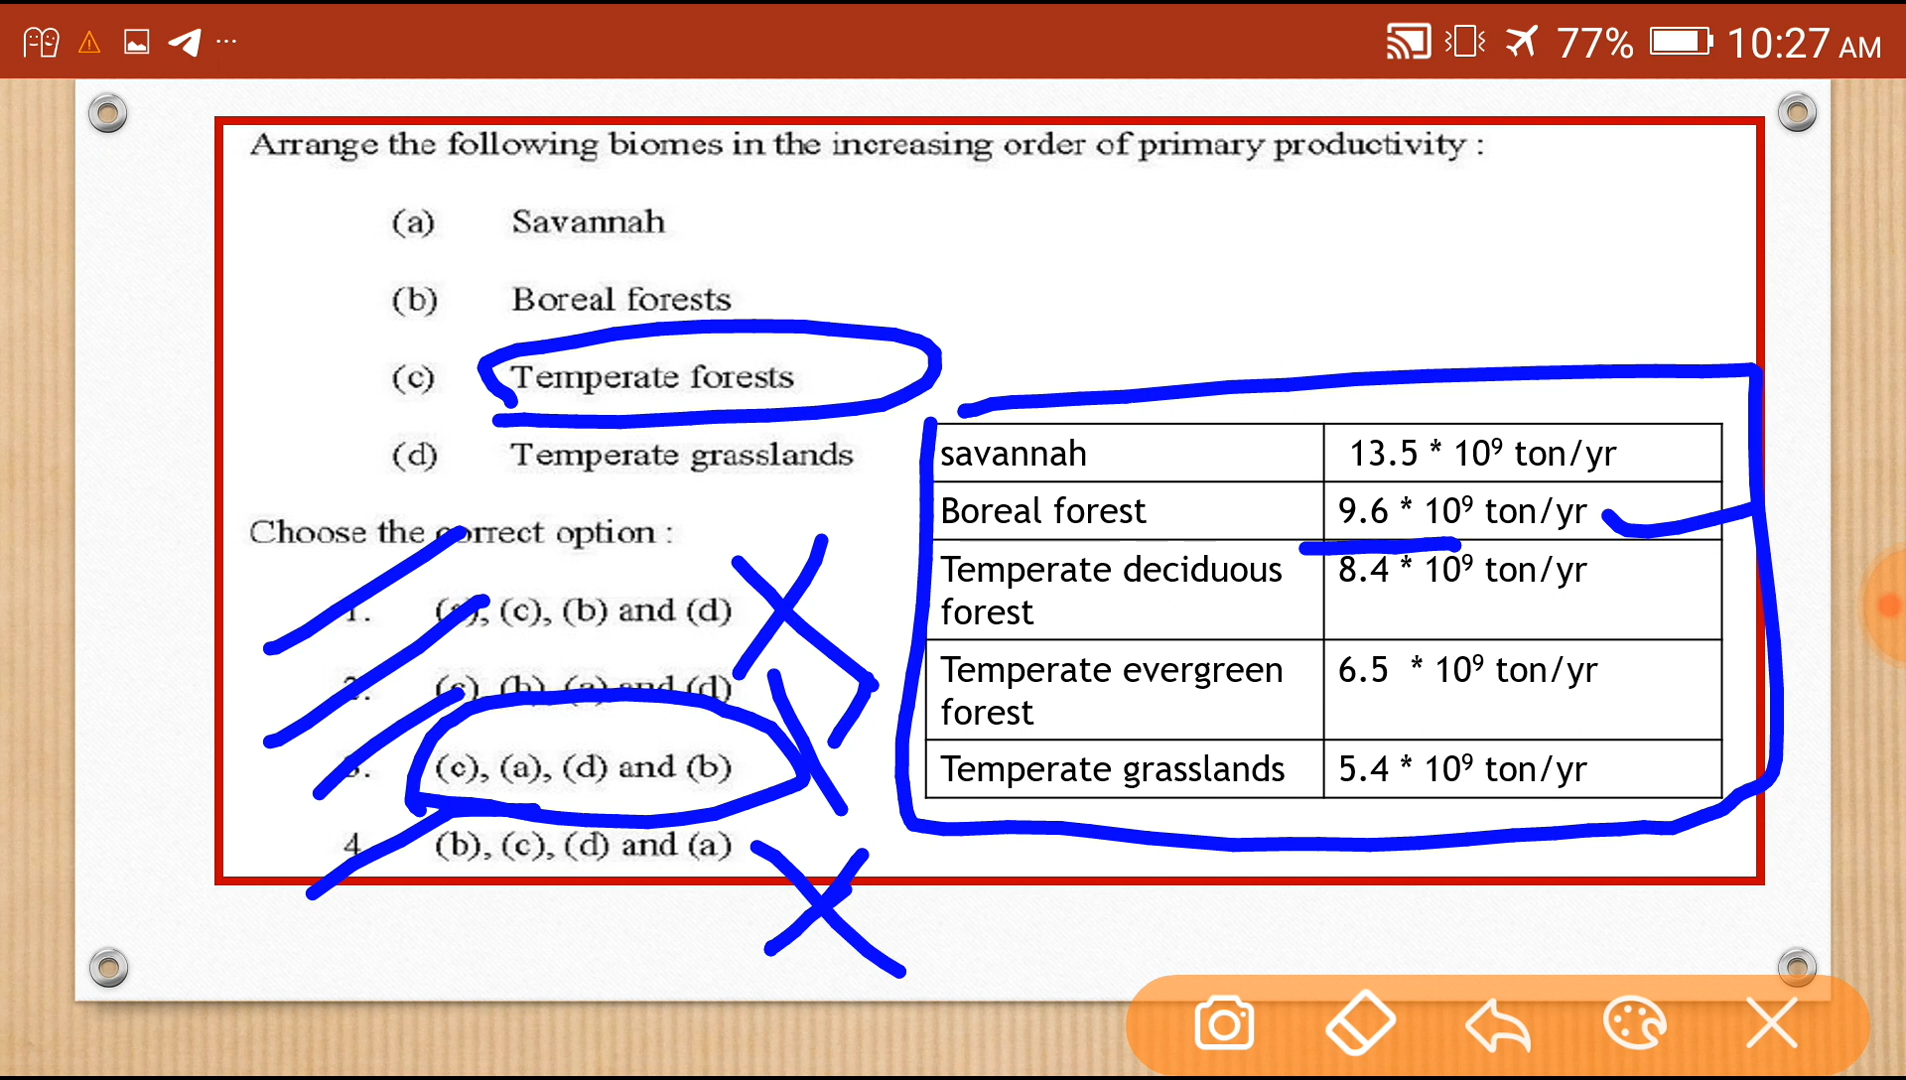 77% 10:27 AM
Arrange the following biomes in the increasing order of primary productivity :
(a) Savannah
(b) Boreal forests
(c) Temperate forests
(d) Temperate grasslands
Choose the correct option :
1. (a), (c), (b) and (d)
2. (c), (b), (a) and (d)
3. (c), (a), (d) and (b)
4. (b), (c), (d) and (a)
savannah 13.5 * 10⁹ ton/yr
Boreal forest 9.6 * 10⁹ ton/yr
Temperate deciduous forest 8.4 * 10⁹ ton/yr
Temperate evergreen forest 6.5 * 10⁹ ton/yr
Temperate grasslands 5.4 * 10⁹ ton/yr